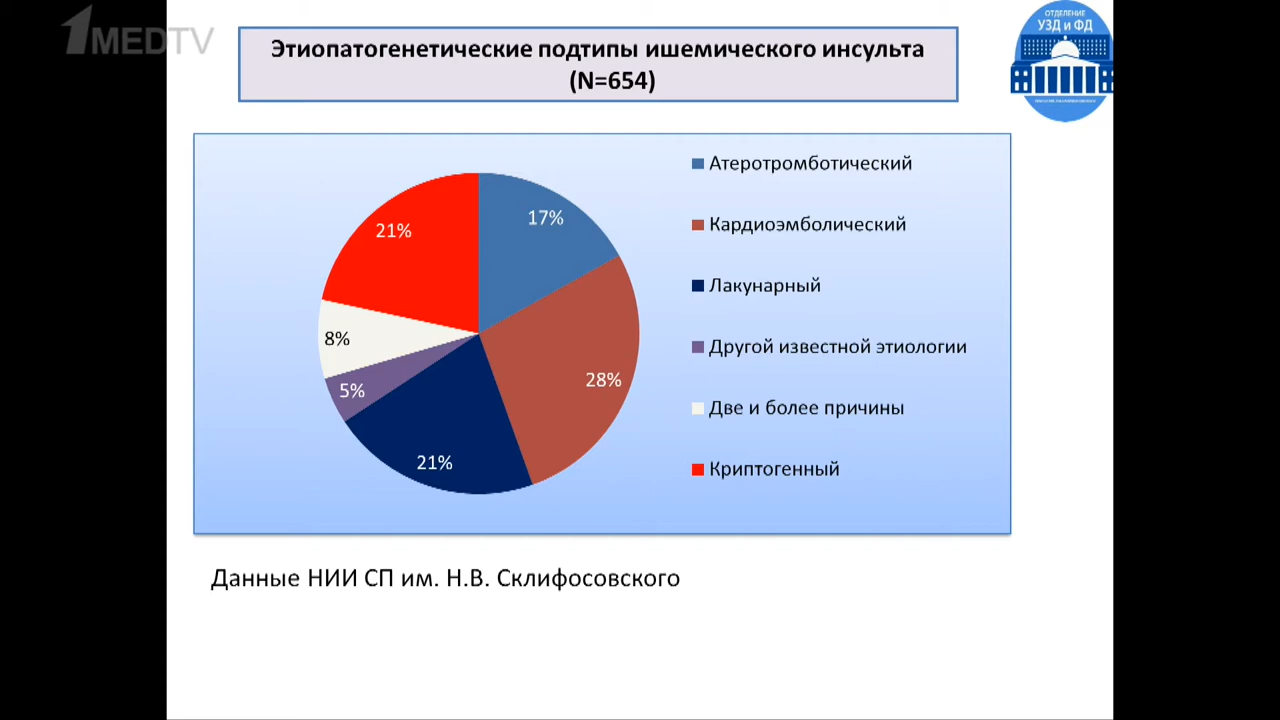 1MEDTV
ОТДЕЛЕНИЕ
УЗД и ФД
Этиопатогенетические подтипы ишемического инсульта
(N=654)
17%
28%
21%
5%
8%
21%
Атеротромботический
Кардиоэмболический
Лакунарный
Другой известной этиологии
Две и более причины
Криптогенный
Данные НИИ СП им. Н.В. Склифосовского